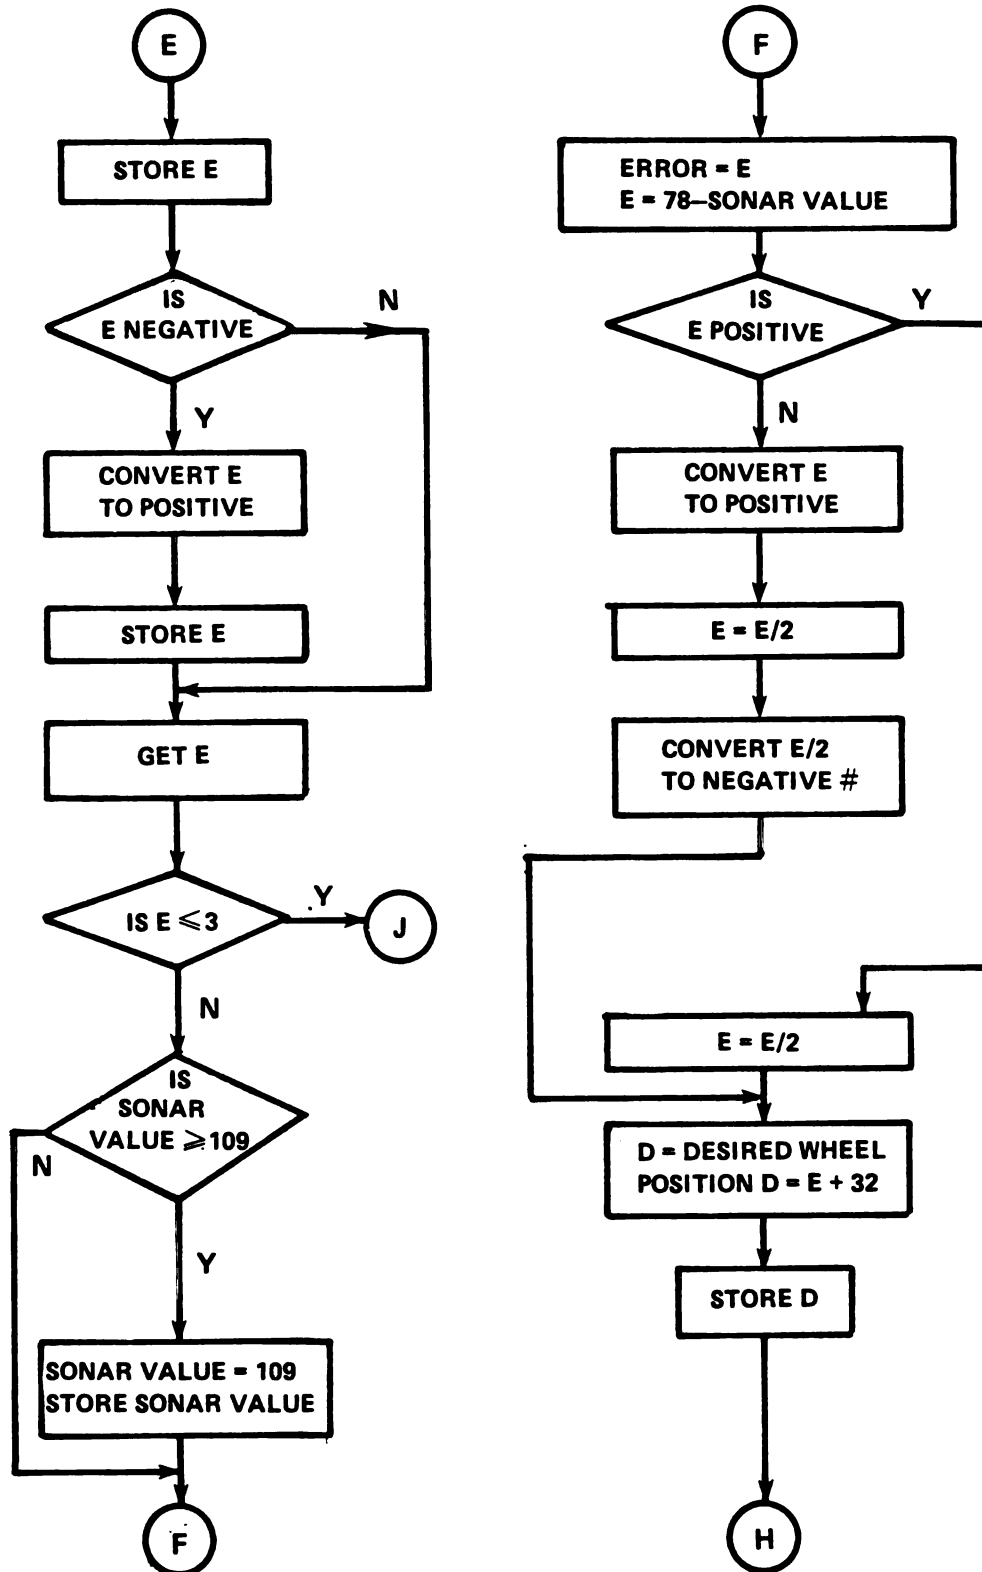 E
STORE E
IS
E NEGATIVE
N
Y
CONVERT E
TO POSITIVE
STORE E
GET E
IS E ⩽3
Y
J
N
IS
SONAR
VALUE ⩾109
N
Y
SONAR VALUE = 109
STORE SONAR VALUE
F
F
ERROR = E
E = 78–SONAR VALUE
IS
E POSITIVE
Y
N
CONVERT E
TO POSITIVE
E = E/2
CONVERT E/2
TO NEGATIVE #
E = E/2
D = DESIRED WHEEL
POSITION D = E + 32
STORE D
H